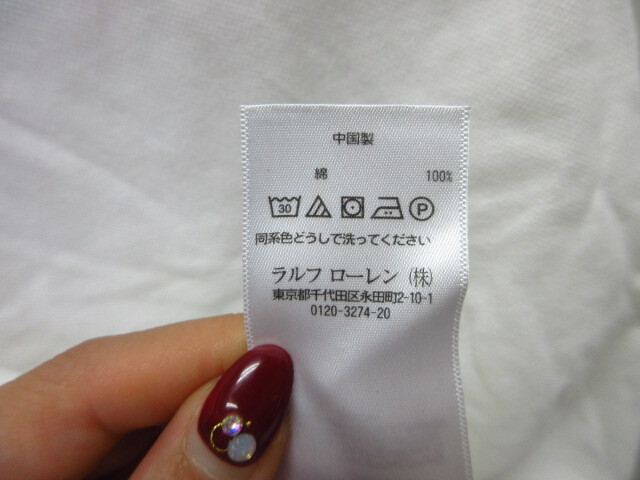 中国製
綿 100%
30 P
同系色どうしで洗ってください
ラルフ ローレン (株)
東京都千代田区永田町2-10-1
0120-3274-20